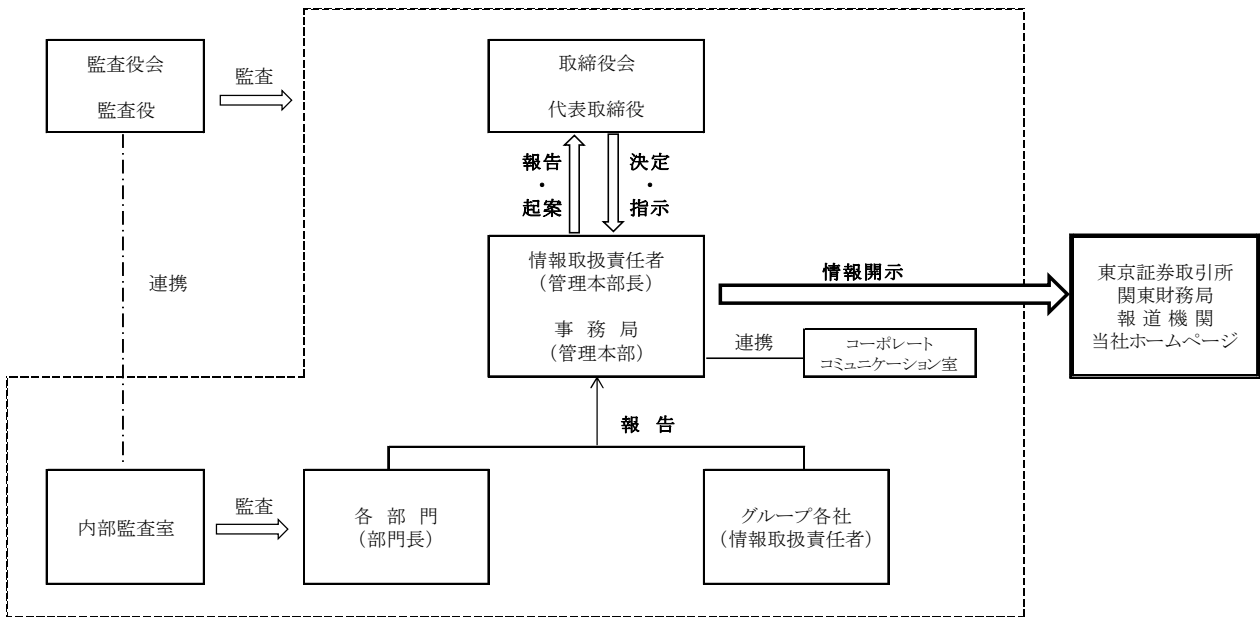 監査役会
監査役
監査
取締役会
代表取締役
報告
・
起案
決定
・
指示
連携
情報取扱責任者
（管理本部長）
事 務 局
（管理本部）
情報開示
東京証券取引所
関東財務局
報 道 機 関
当社ホームページ
連携
コーポレート
コミュニケーション室
報 告
内部監査室
監査
各 部 門
（部門長）
グループ各社
（情報取扱責任者）